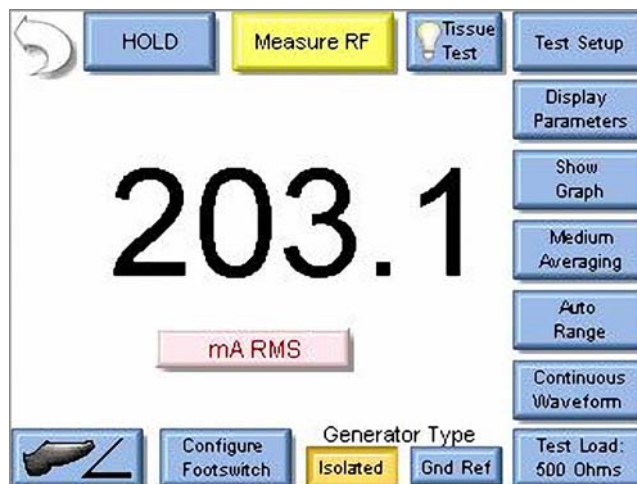 HOLD
Measure RF
Tissue
Test
Test Setup
Display
Parameters
Show
Graph
203.1
Medium
Averaging
Auto
Range
mA RMS
Continuous
Waveform
Generator Type
Configure
Footswitch
Isolated
Gnd Ref
Test Load:
500 Ohms